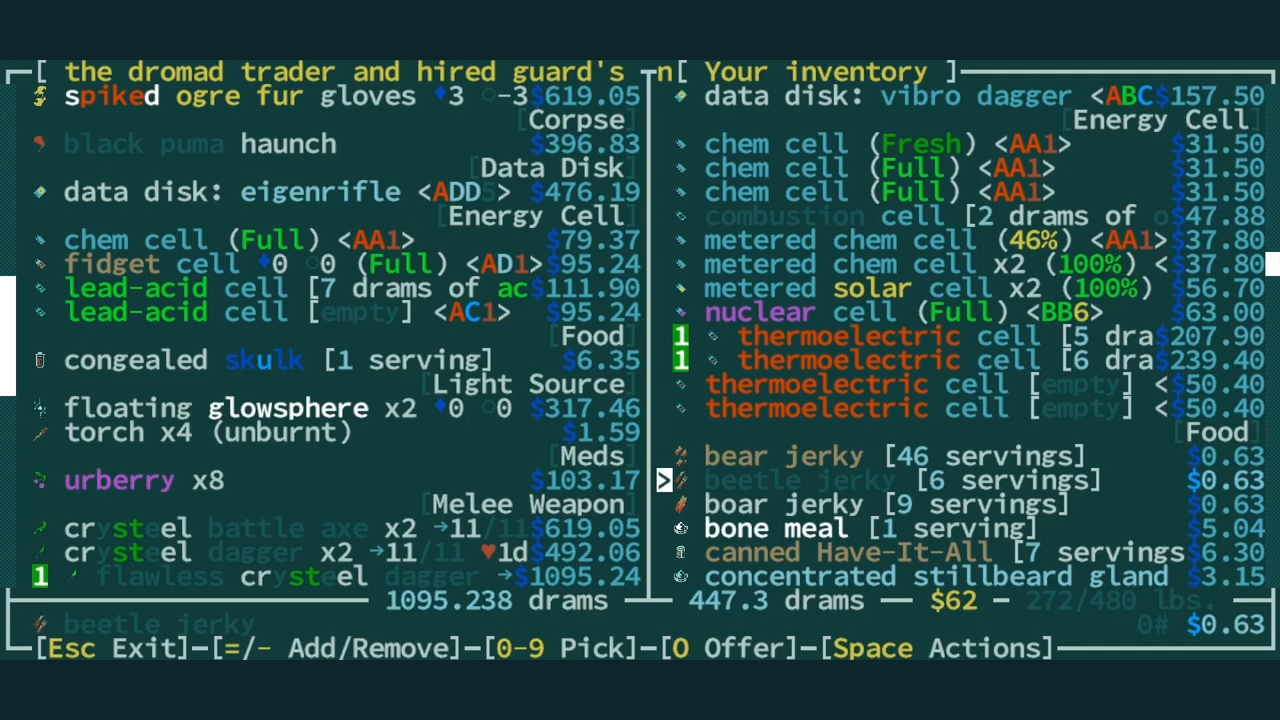 [ the dromad trader and hired guard's n[ Your inventory ]
spiked ogre fur gloves ♦3 ○-3$619.05
[Corpse]
black puma haunch $396.83
[Data Disk]
data disk: eigenrifle <ADD5> $476.19
[Energy Cell]
chem cell (Full) <AA1> $79.37
fidget cell ♦0 ○0 (Full) <AD1>$95.24
lead-acid cell [7 drams of ac$111.90
lead-acid cell [empty] <AC1> $95.24
[Food]
congealed skulk [1 serving] $6.35
[Light Source]
floating glowsphere x2 ♦0 ○0 $317.46
torch x4 (unburnt) $1.59
[Meds]
urberry x8 $103.17
[Melee Weapon]
crysteel battle axe x2 →11/11$619.05
crysteel dagger x2 →11/11 ♥1d$492.06
1 flawless crysteel dagger →$1095.24
data disk: vibro dagger <ABC$157.50
[Energy Cell]
chem cell (Fresh) <AA1> $31.50
chem cell (Full) <AA1> $31.50
chem cell (Full) <AA1> $31.50
combustion cell [2 drams of o$47.88
metered chem cell (46%) <AA1>$37.80
metered chem cell x2 (100%) <$37.80
metered solar cell x2 (100%) $56.70
nuclear cell (Full) <BB6> $63.00
1 thermoelectric cell [5 dra$207.90
1 thermoelectric cell [6 dra$239.40
thermoelectric cell [empty] <$50.40
thermoelectric cell [empty] <$50.40
[Food]
bear jerky [46 servings] $0.63
> beetle jerky [6 servings] $0.63
boar jerky [9 servings] $0.63
bone meal [1 serving] $5.04
canned Have-It-All [7 servings$6.30
concentrated stillbeard gland $3.15
1095.238 drams 447.3 drams — $62 — 272/480 lbs.
beetle jerky 0# $0.63
[Esc Exit]—[=/- Add/Remove]—[0-9 Pick]—[O Offer]—[Space Actions]